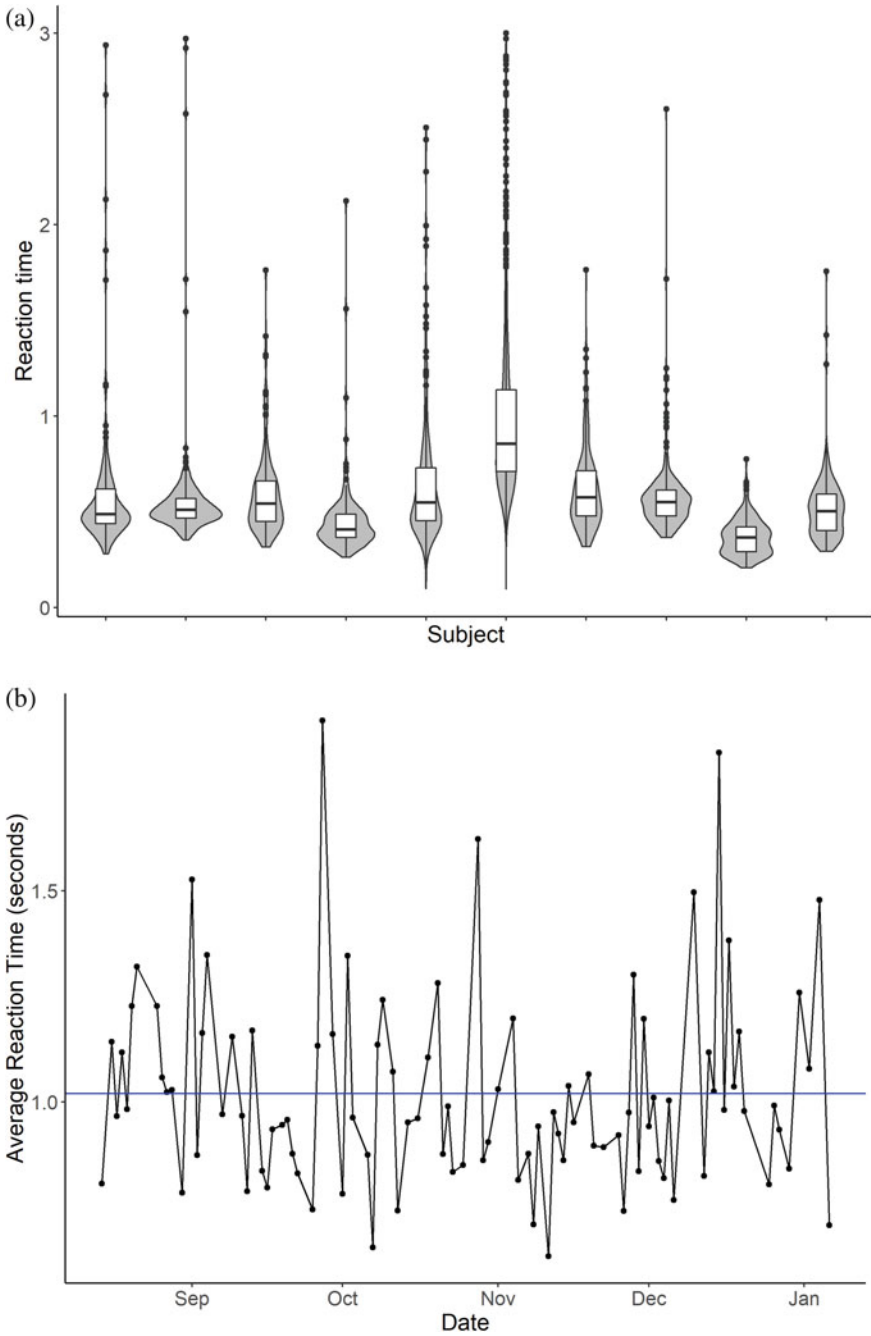 (a)
3
2
1
0
Reaction time
Subject
(b)
1.5
1.0
Average Reaction Time (seconds)
Sep Oct Nov Dec Jan
Date